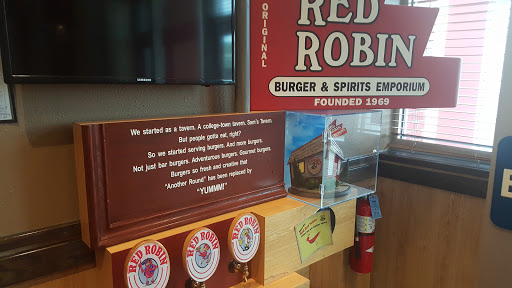 SAMSUNG
ORIGINAL
RED
ROBIN
BURGER & SPIRITS EMPORIUM
FOUNDED 1969
We started as a tavern. A college-town tavern. Sam's Tavern.
But people gotta eat, right?
So we started serving burgers. And more burgers.
Not just bar burgers. Adventurous burgers. Gourmet burgers.
Burgers so fresh and creative that
"Another Round" has been replaced by
"YUMMM!"
RED ROBIN
RED ROBIN
RED ROBIN